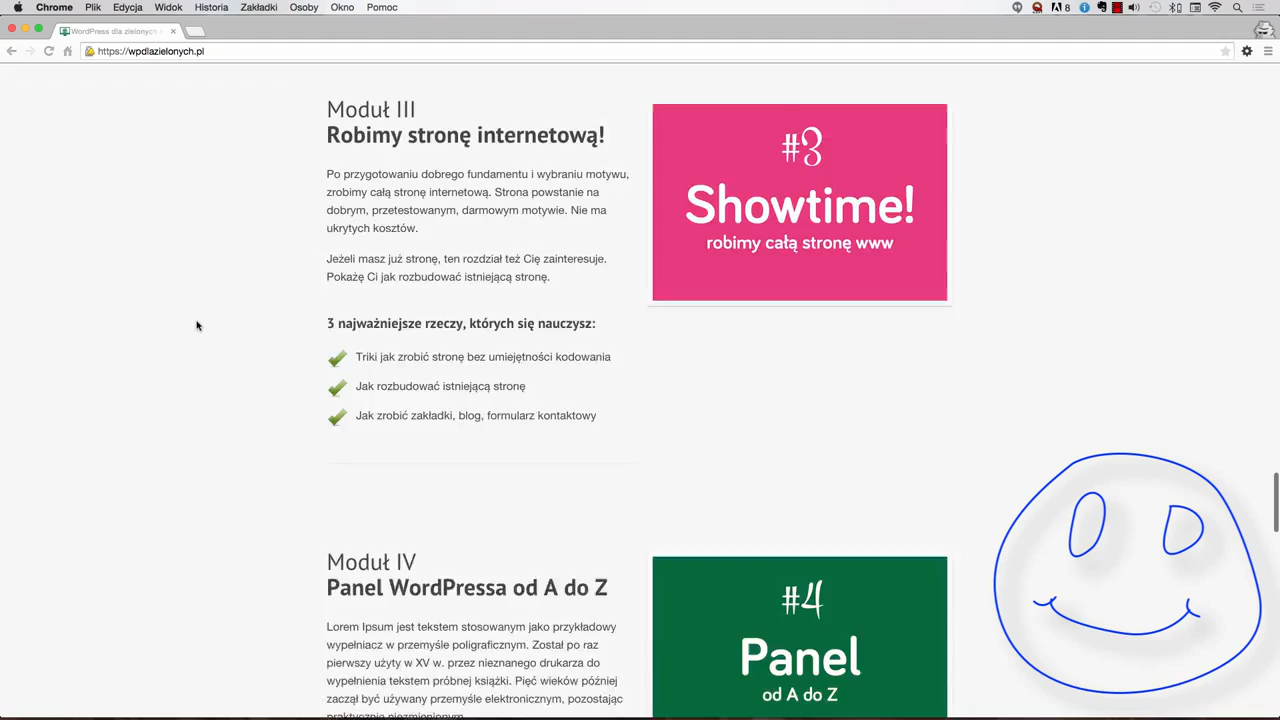 Chrome Plik Edycja Widok Historia Zakładki Osoby Okno Pomoc
8
WordPress dla zielonych
https://wpdlazielonych.pl
Moduł III
Robimy stronę internetową!
Po przygotowaniu dobrego fundamentu i wybraniu motywu,
zrobimy całą stronę internetową. Strona powstanie na
dobrym, przetestowanym, darmowym motywie. Nie ma
ukrytych kosztów.
Jeżeli masz już stronę, ten rozdział też Cię zainteresuje.
Pokażę Ci jak rozbudować istniejącą stronę.
3 najważniejsze rzeczy, których się nauczysz:
Triki jak zrobić stronę bez umiejętności kodowania
Jak rozbudować istniejącą stronę
Jak zrobić zakładki, blog, formularz kontaktowy
#3
Showtime!
robimy całą stronę www
Moduł IV
Panel WordPressa od A do Z
Lorem Ipsum jest tekstem stosowanym jako przykładowy
wypełniacz w przemyśle poligraficznym. Został po raz
pierwszy użyty w XV w. przez nieznanego drukarza do
wypełnienia tekstem próbnej książki. Pięć wieków później
zaczął być używany przemyśle elektronicznym, pozostając
praktycznie niezmienionym.
#4
Panel
od A do Z